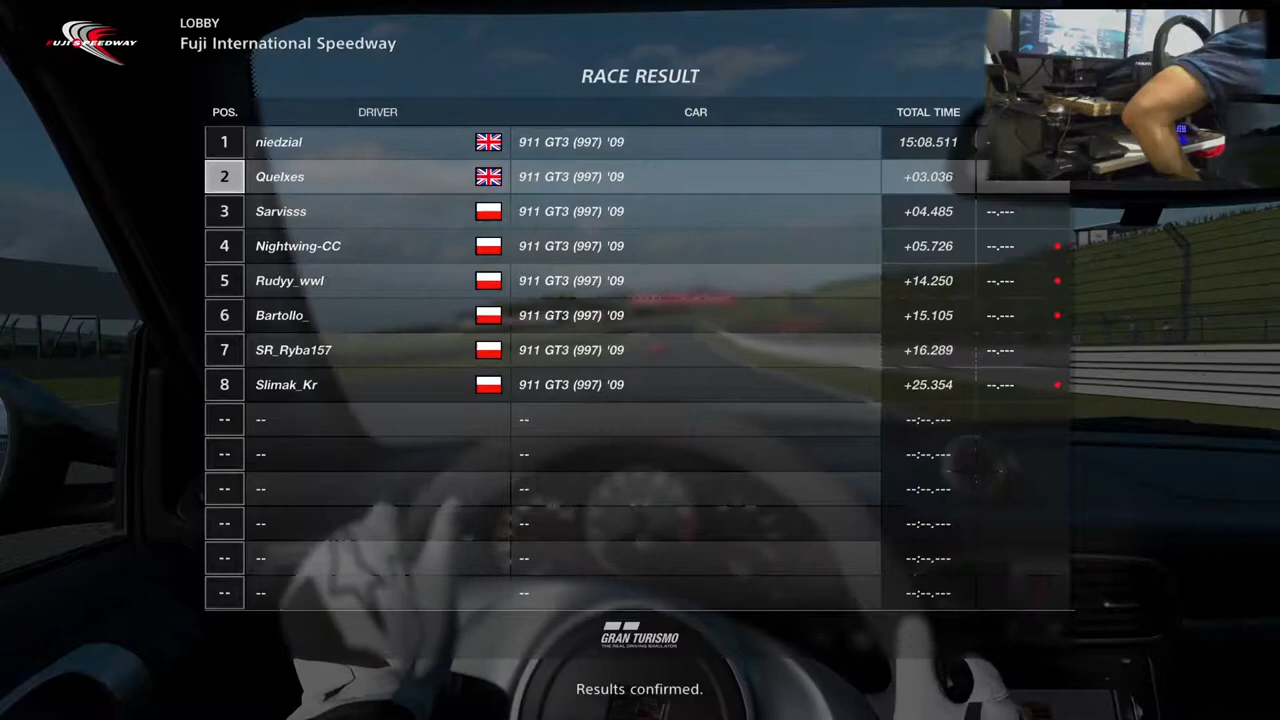 LOBBY
FUJI SPEEDWAY
Fuji International Speedway
RACE RESULT
POS. DRIVER CAR TOTAL TIME
1 niedzial 911 GT3 (997) '09 15:08.511
2 Quelxes 911 GT3 (997) '09 +03.036
3 Sarvisss 911 GT3 (997) '09 +04.485 --.---
4 Nightwing-CC 911 GT3 (997) '09 +05.726 --.---
5 Rudyy_wwl 911 GT3 (997) '09 +14.250 --.---
6 Bartollo_ 911 GT3 (997) '09 +15.105 --.---
7 SR_Ryba157 911 GT3 (997) '09 +16.289 --.---
8 Slimak_Kr 911 GT3 (997) '09 +25.354 --.---
-- -- -- --:--.---
-- -- -- --:--.---
-- -- -- --:--.---
-- -- -- --:--.---
-- -- -- --:--.---
-- -- -- --:--.---
GRAN TURISMO
THE REAL DRIVING SIMULATOR
Results confirmed.